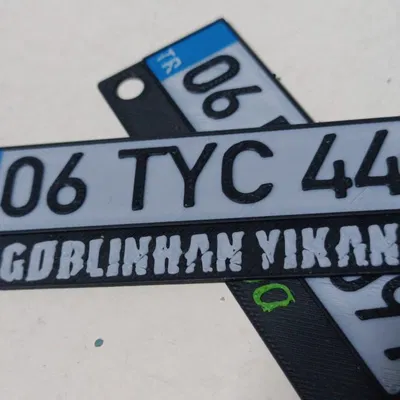 TR
06
06 TYC 44
GOBLINHAN YIKAN